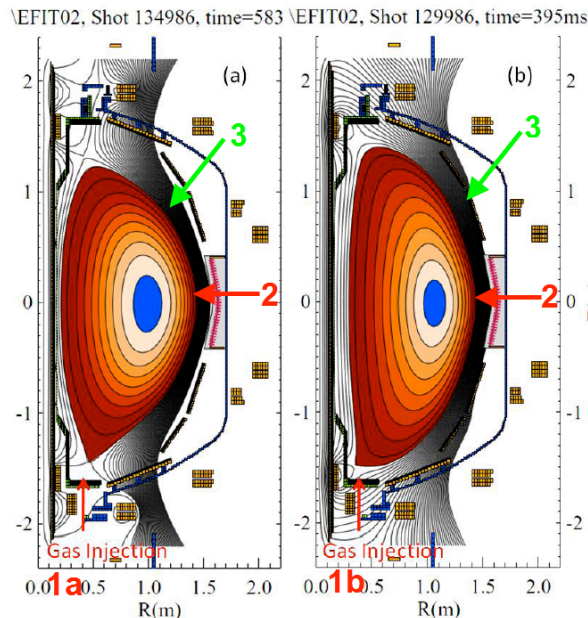 \EFIT02, Shot 134986, time=583
\EFIT02, Shot 129986, time=395ms
(a)
(b)
3
3
2
2
2
1
0
-1
-2
2
1
0
-1
-2
2
2
Gas Injection
Gas Injection
1a
1b
0.0 0.5 1.0 1.5 2.0
0.0 0.5 1.0 1.5 2.0
R(m)
R(m)